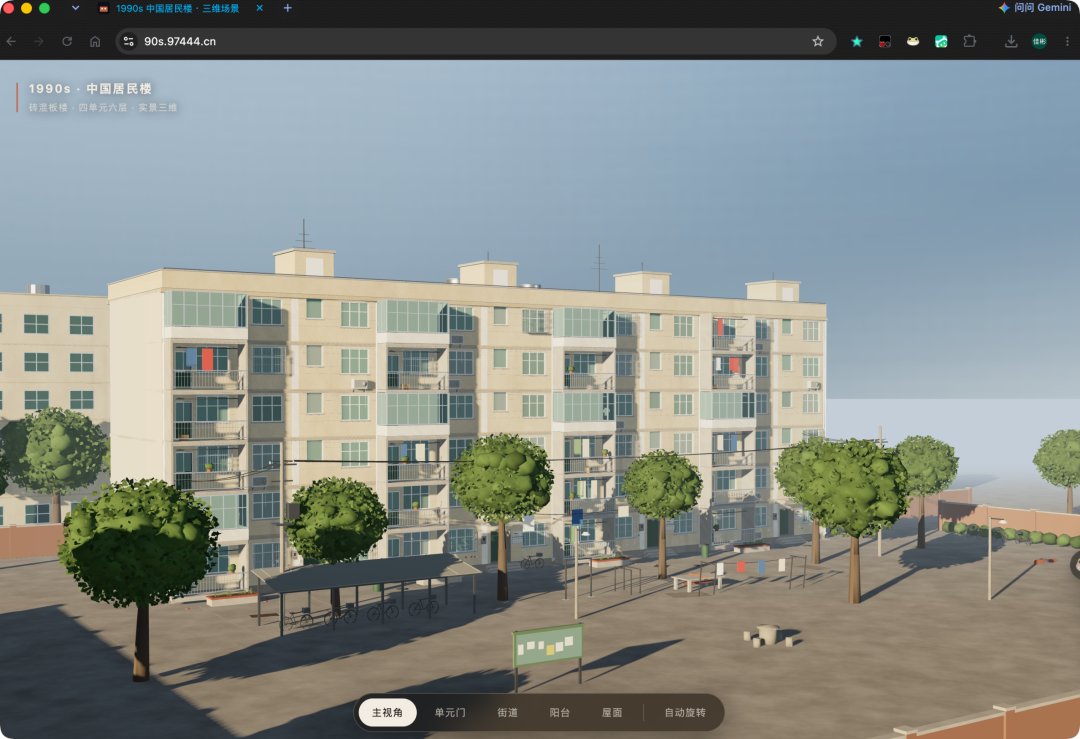 1990s 中国居民楼 · 三维场景
问问 Gemini
90s.97444.cn
佳彬
1990s · 中国居民楼
砖混板楼 · 四单元六层 · 实景三维
主视角
单元门
街道
阳台
屋面
自动旋转